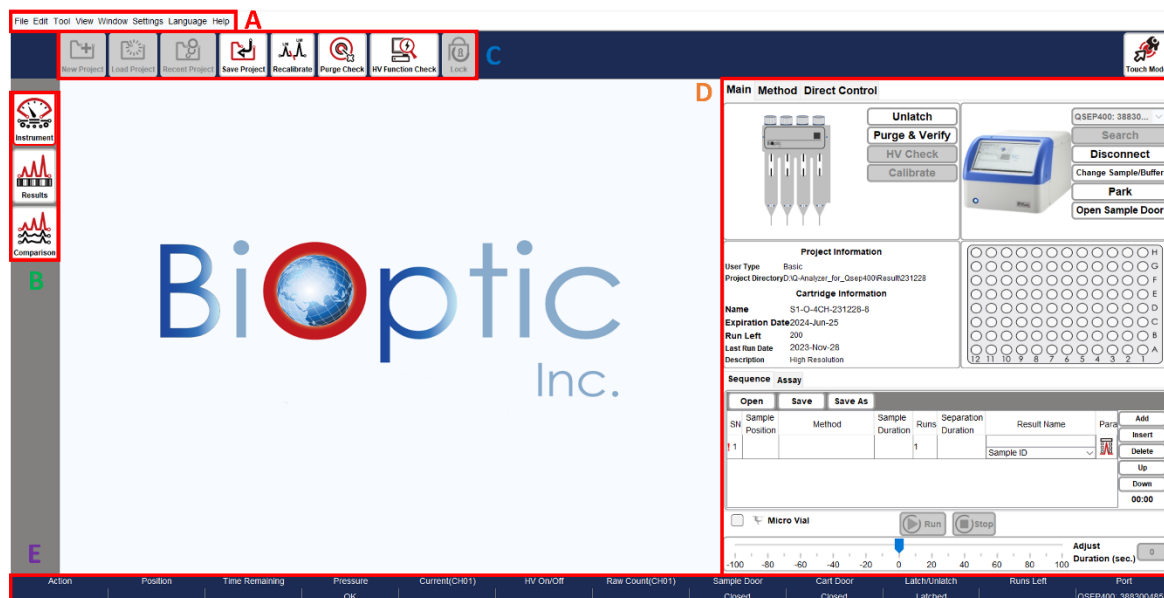 File Edit Tool View Window Settings Language Help
A
New Project
Load Project
Recent Project
Save Project
Recalibrate
Purge Check
HV Function Check
Lock
C
Touch Mode
Instrument
Results
Comparison
B
E
BiOptic
Inc.
D
Main Method Direct Control
Unlatch
Purge & Verify
HV Check
Calibrate
QSEP400: 38830...
Search
Disconnect
Change Sample/Buffer
Park
Open Sample Door
Project Information
User Type Basic
Project Directory D:\Q-Analyzer_for_Qsep400\Result\231228
Cartridge Information
Name S1-O-4CH-231228-6
Expiration Date 2024-Jun-25
Run Left 200
Last Run Date 2023-Nov-28
Description High Resolution
H
G
F
E
D
C
B
A
12 11 10 9 8 7 6 5 4 3 2 1
Sequence Assay
Open Save Save As
SN Sample Position Method Sample Duration Runs Separation Duration Result Name Para
! 1 1
Sample ID
Add
Insert
Delete
Up
Down
00:00
Micro Vial
Run Stop
-100 -80 -60 -40 -20 0 20 40 60 80 100
Adjust
Duration (sec.) 0
Action Position Time Remaining Pressure Current(CH01) HV On/Off Raw Count(CH01) Sample Door Cart Door Latch/Unlatch Runs Left Port
OK Closed Closed Latched QSEP400: 388300485